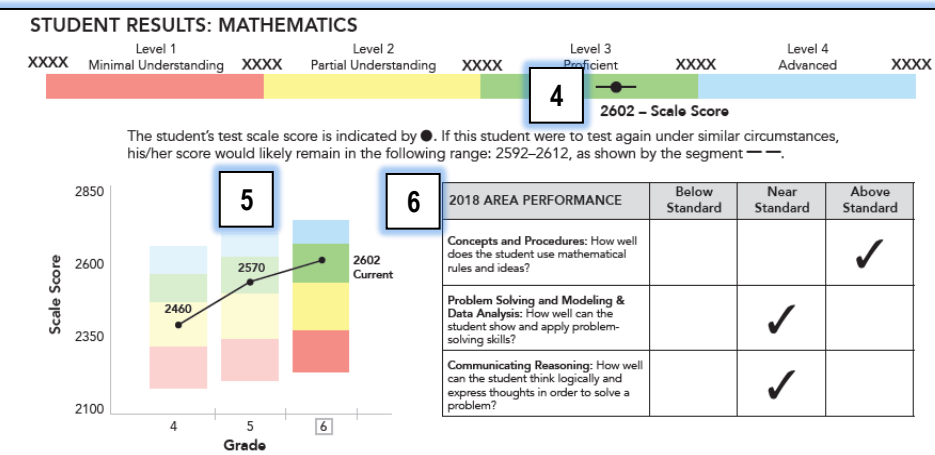 STUDENT RESULTS: MATHEMATICS
Level 1 Level 2 Level 3 Level 4
XXXX Minimal Understanding XXXX Partial Understanding XXXX Proficient XXXX Advanced XXXX
4
2602 – Scale Score
The student's test scale score is indicated by ●. If this student were to test again under similar circumstances,
his/her score would likely remain in the following range: 2592–2612, as shown by the segment — —.
5
Scale Score
2850
2600
2350
2100
2460
2570
2602
Current
4 5 6
Grade
6
2018 AREA PERFORMANCE
Below
Standard
Near
Standard
Above
Standard
Concepts and Procedures: How well
does the student use mathematical
rules and ideas?
✓
Problem Solving and Modeling &
Data Analysis: How well can the
student show and apply problem-
solving skills?
✓
Communicating Reasoning: How well
can the student think logically and
express thoughts in order to solve a
problem?
✓